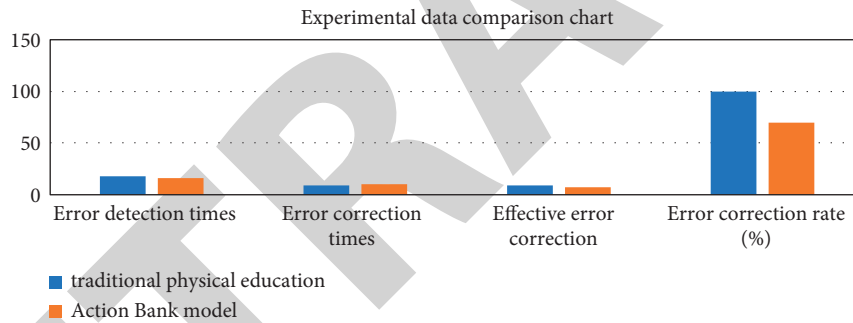 Experimental data comparison chart
150
100
50
0
Error detection times
Error correction
times
Effective error
correction
Error correction rate
(%)
traditional physical education
Action Bank model
TRA